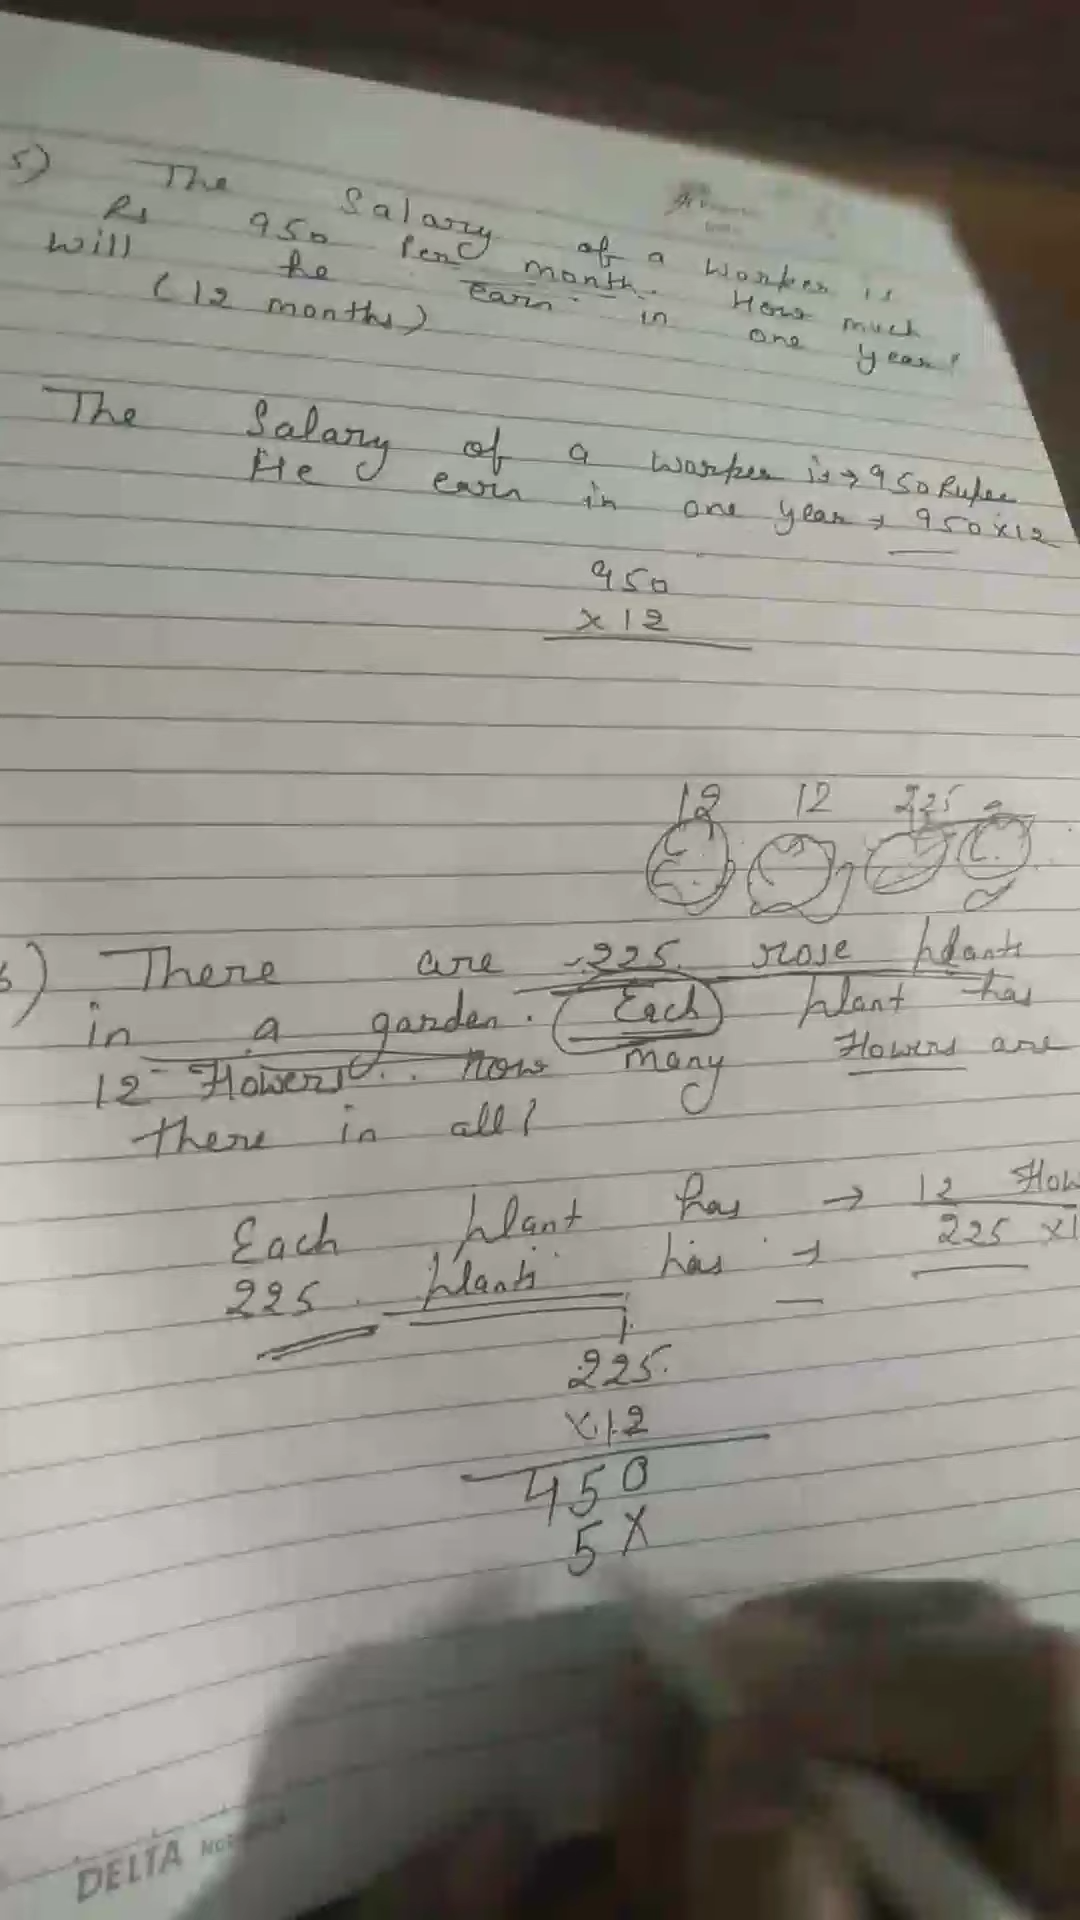 5) The Salary of a Worker is
Rs 950 Per month. How much
will he earn in one year?
(12 months)
The Salary of a worker is → 950 Rupee
He earn in one year → 950 x 12
950
x 12
12 12 225
6) There are 225 rose plants
in a garden. Each plant has
12 Flowers. How many Flowers are
there in all?
Each plant has → 12 Flow
225 plants has → 225 x1
225
x12
450
5X
DELTA